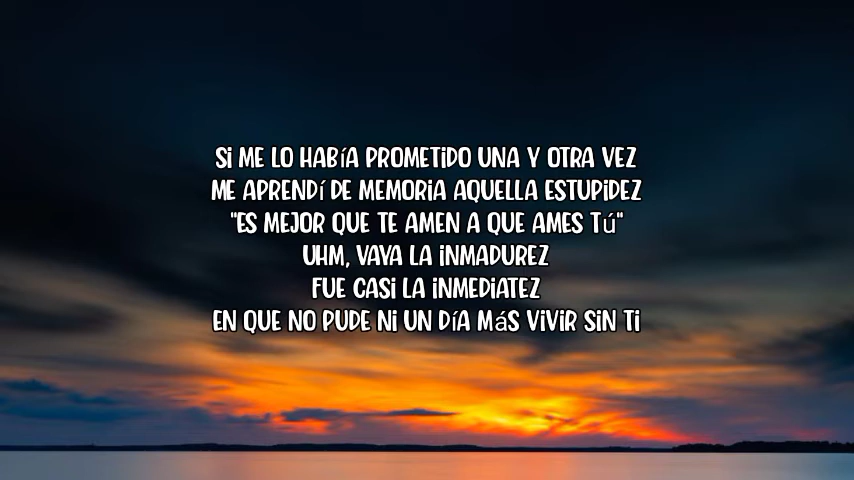 Si me lo había prometido una y otra vez
Me aprendí de memoria aquella estupidez
"Es mejor que te amen a que ames tú"
Uhm, vaya la inmadurez
Fue casi la inmediatez
En que no pude ni un día más vivir sin ti